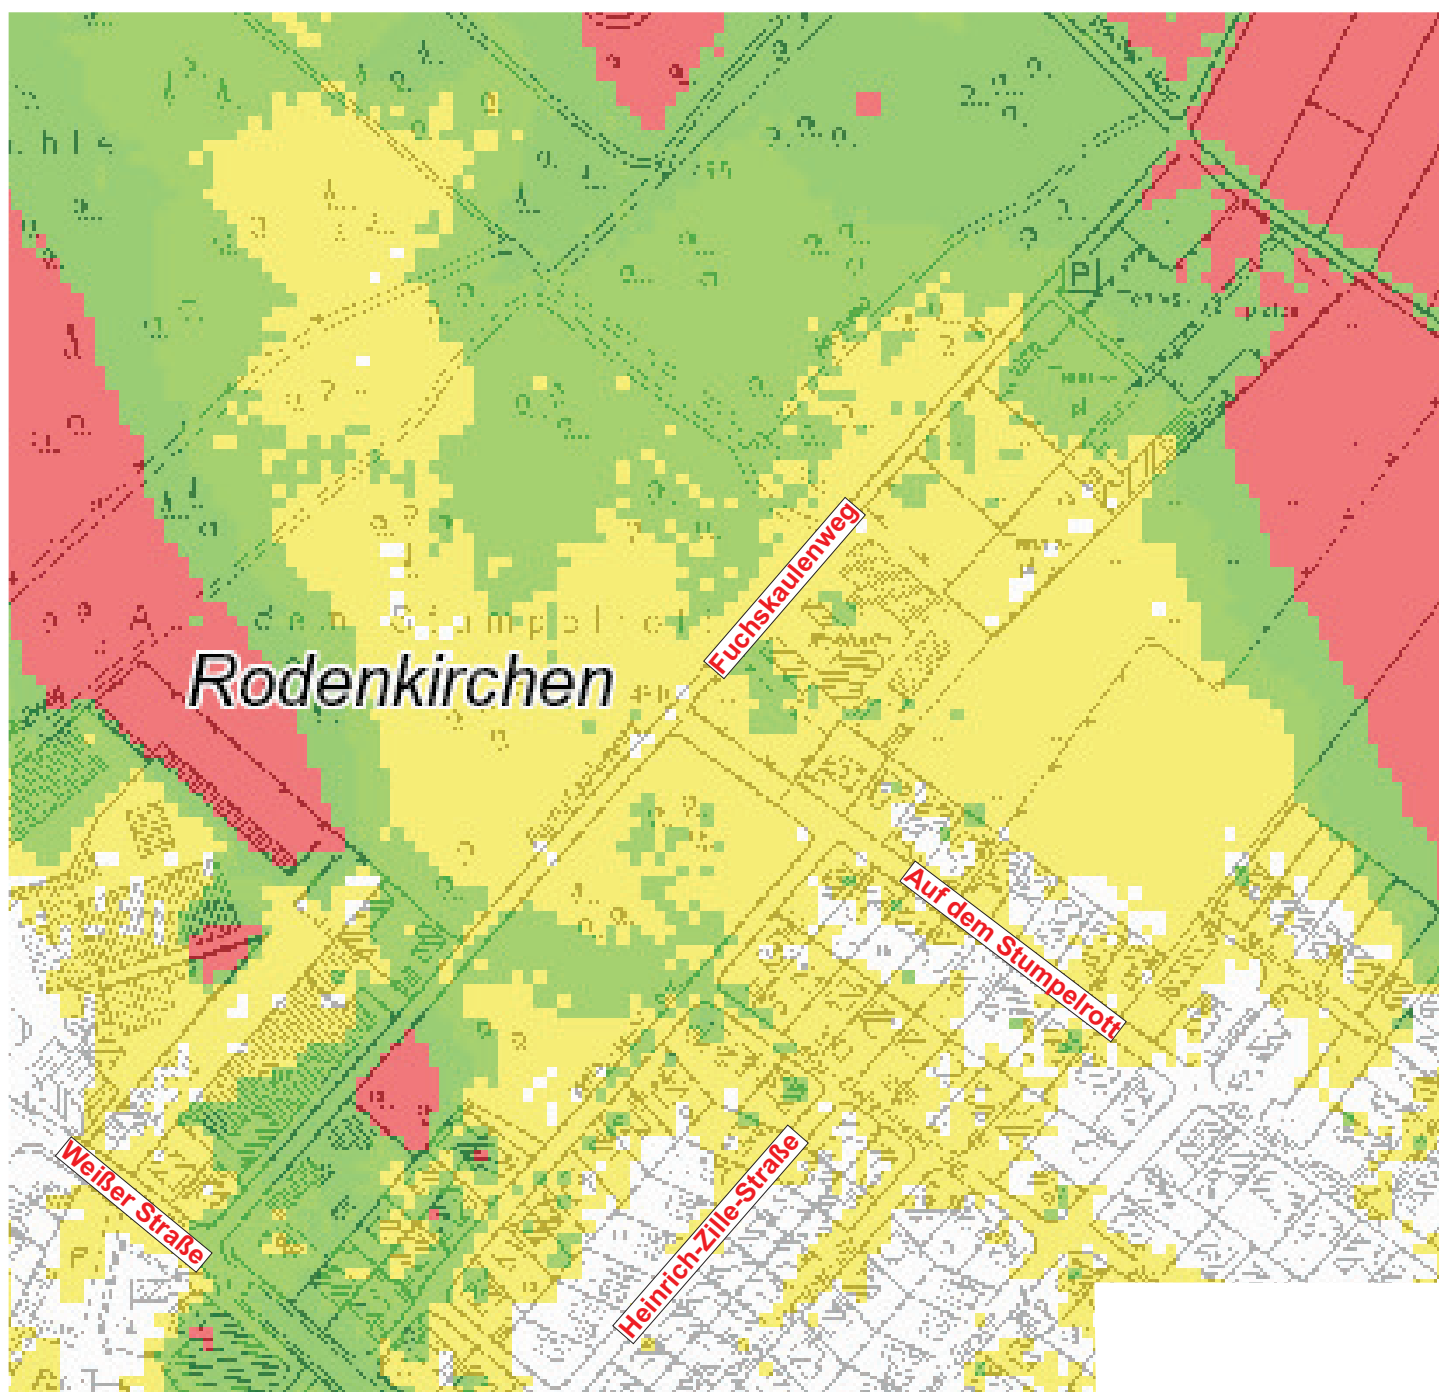 P
Fuchskaulenweg
Rodenkirchen
Auf dem Stumpelrott
Weißer Straße
Heinrich-Zille-Straße